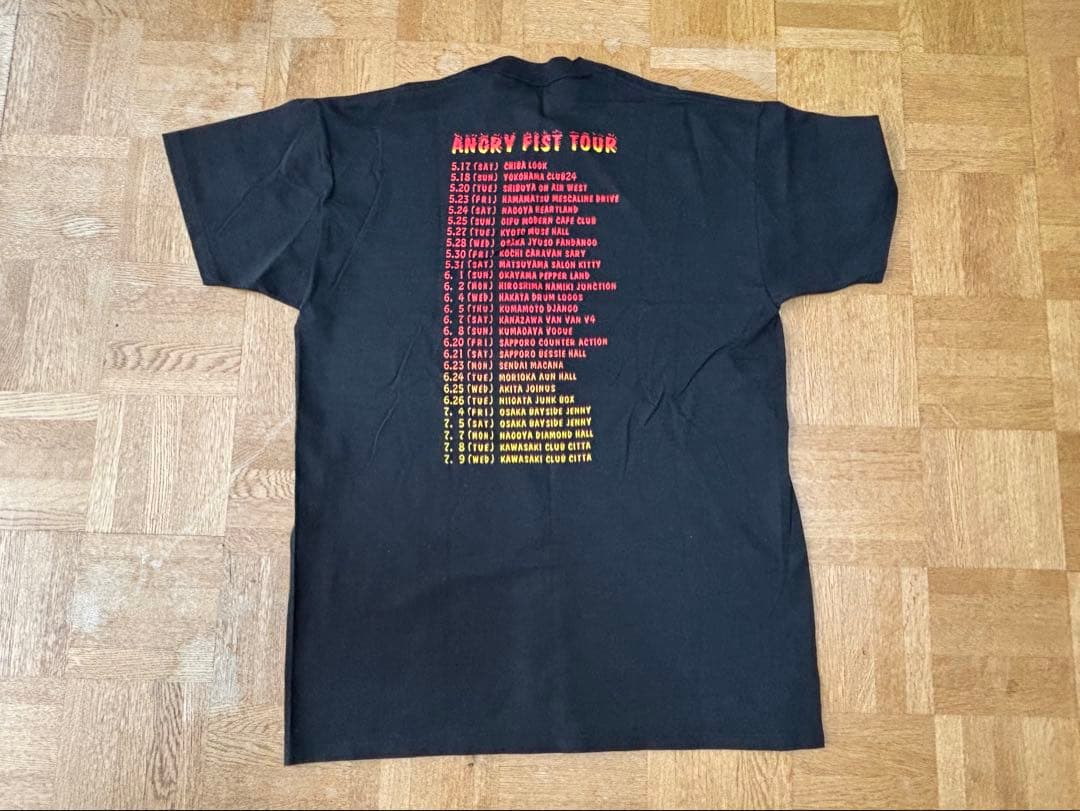 ANGRY FIST TOUR
5.17 (SAT) CHIBA LOOK
5.18 (SUN) YOKOHAMA CLUB24
5.20 (TUE) SHIBUYA ON AIR WEST
5.23 (FRI) HAMAMATSU MESCALINE DRIVE
5.24 (SAT) NAGOYA HEARTLAND
5.25 (SUN) GIFU MODERN CAFE CLUB
5.27 (TUE) KYOTO MUSE HALL
5.28 (WED) OSAKA JYUSO FANDANGO
5.30 (FRI) KOCHI CARAVAN SARY
5.31 (SAT) MATSUYAMA SALON KITTY
6. 1 (SUN) OKAYAMA PEPPER LAND
6. 2 (MON) HIROSHIMA NAMIKI JUNCTION
6. 4 (WED) HAKATA DRUM LOGOS
6. 5 (THU) KUMAMOTO DJANGO
6. 7 (SAT) KANAZAWA VAN VAN V4
6. 8 (SUN) KUMAGAYA VOGUE
6.20 (FRI) SAPPORO COUNTER ACTION
6.21 (SAT) SAPPORO BESSIE HALL
6.23 (MON) SENDAI MACANA
6.24 (TUE) MORIOKA AUN HALL
6.25 (WED) AKITA JOINUS
6.26 (TUE) NIIGATA JUNK BOX
7. 4 (FRI) OSAKA BAYSIDE JENNY
7. 5 (SAT) OSAKA BAYSIDE JENNY
7. 7 (MON) NAGOYA DIAMOND HALL
7. 8 (TUE) KAWASAKI CLUB CITTA
7. 9 (WED) KAWASAKI CLUB CITTA